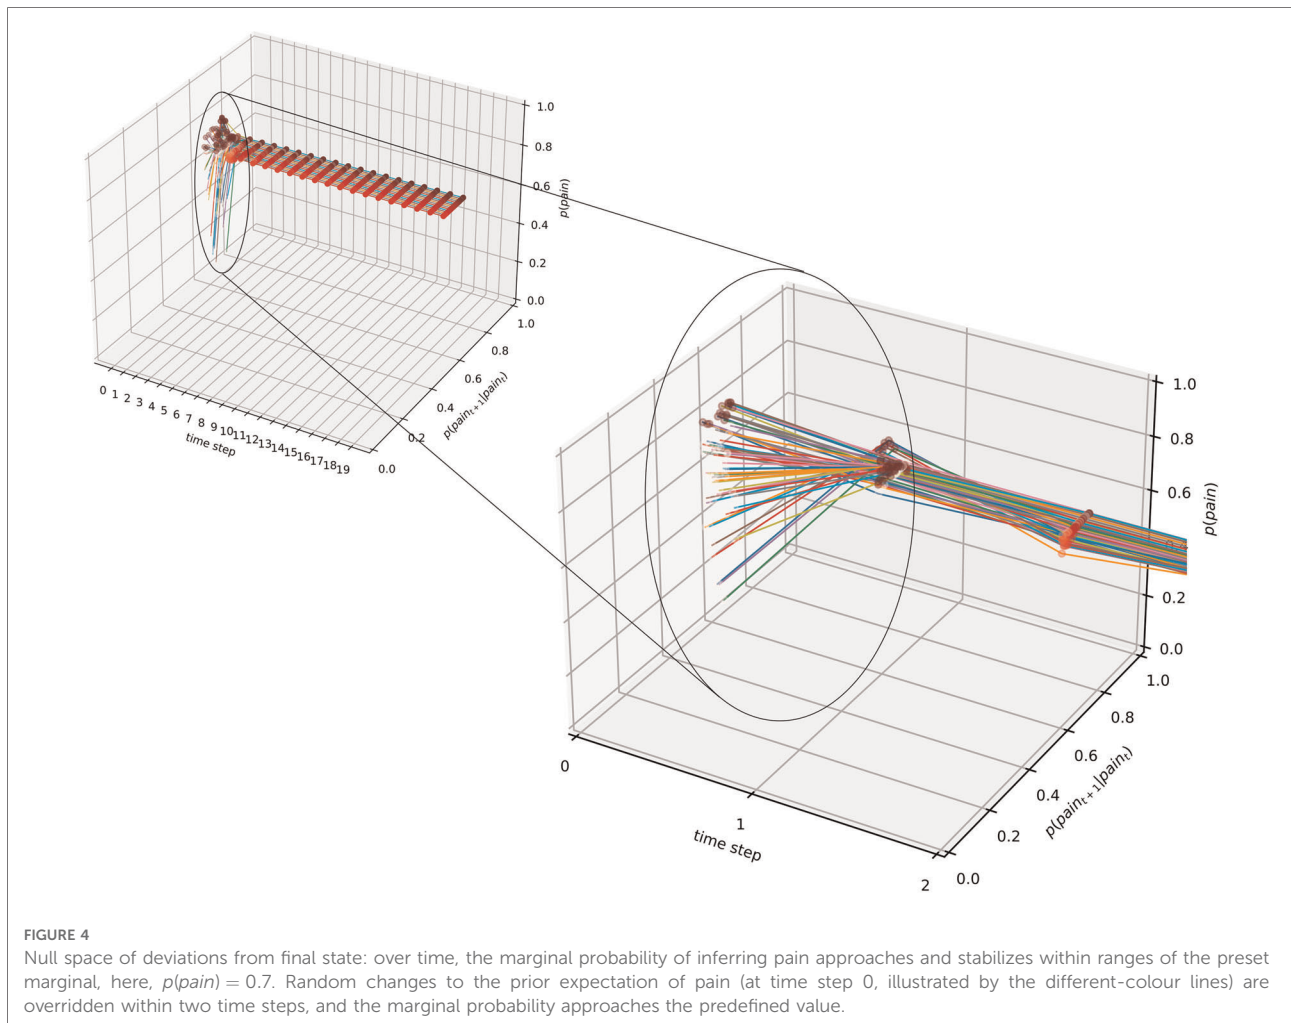 1.0
0.8
0.6
0.4
0.2
0.0
p(pain)
1.0
0.8
0.6
0.4
0.2
0.0
p(pain_{t+1}|pain_t)
0 1 2 3 4 5 6 7 8 9 10 11 12 13 14 15 16 17 18 19
time step
1.0
0.8
0.6
0.2
0.0
p(pain)
1.0
0.8
0.6
0.4
0.2
0.0
p(pain_{t+1}|pain_t)
0
1
2
time step
FIGURE 4
Null space of deviations from final state: over time, the marginal probability of inferring pain approaches and stabilizes within ranges of the preset
marginal, here, p(pain) = 0.7. Random changes to the prior expectation of pain (at time step 0, illustrated by the different-colour lines) are
overridden within two time steps, and the marginal probability approaches the predefined value.